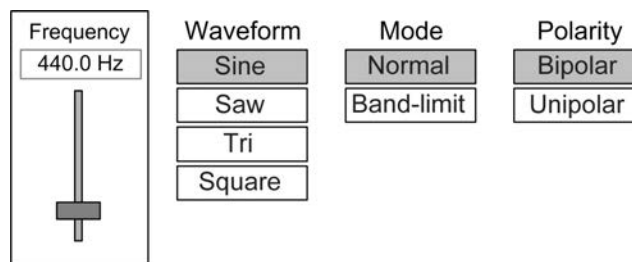 Frequency
440.0 Hz
Waveform
Sine
Saw
Tri
Square
Mode
Normal
Band-limit
Polarity
Bipolar
Unipolar